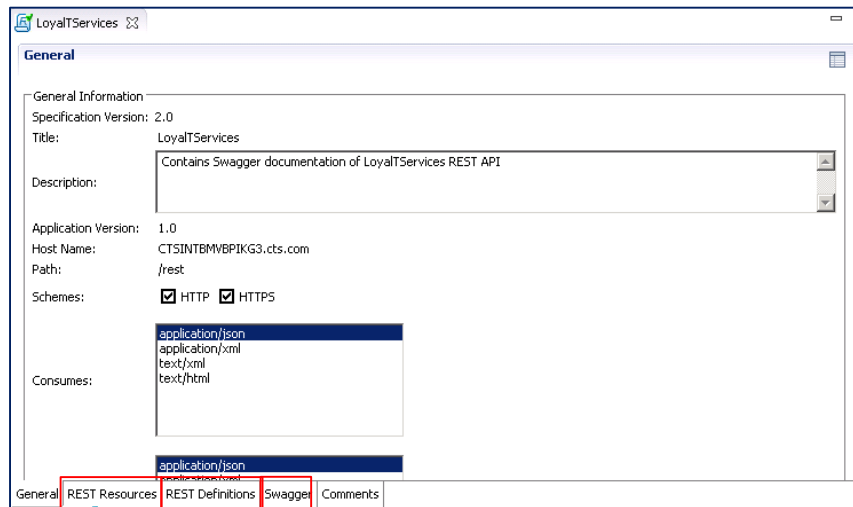 LoyalTServices
General
General Information
Specification Version: 2.0
Title: LoyalTServices
Description: Contains Swagger documentation of LoyalTServices REST API
Application Version: 1.0
Host Name: CTSINTBMVBPIKG3.cts.com
Path: /rest
Schemes: HTTP HTTPS
Consumes:
application/json
application/xml
text/xml
text/html
application/json
application/xml
General REST Resources REST Definitions Swagger Comments